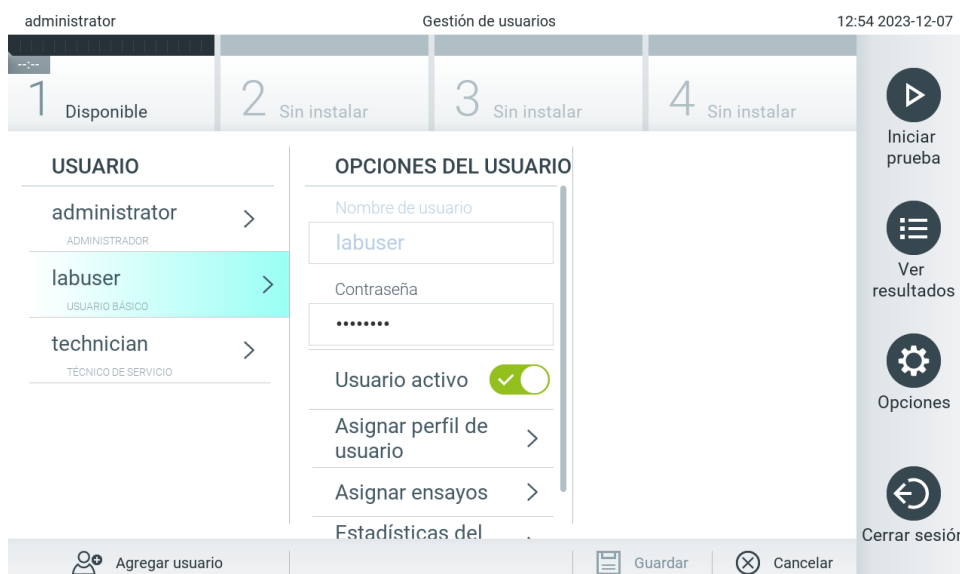 administrator
Gestión de usuarios
12:54 2023-12-07
--:--
1 Disponible
2 Sin instalar
3 Sin instalar
4 Sin instalar
USUARIO
administrator
ADMINISTRADOR
labuser
USUARIO BÁSICO
technician
TÉCNICO DE SERVICIO
OPCIONES DEL USUARIO
Nombre de usuario
labuser
Contraseña
••••••••
Usuario activo
Asignar perfil de
usuario
Asignar ensayos
Estadísticas del
Iniciar
prueba
Ver
resultados
Opciones
Cerrar sesión
Agregar usuario
Guardar
Cancelar